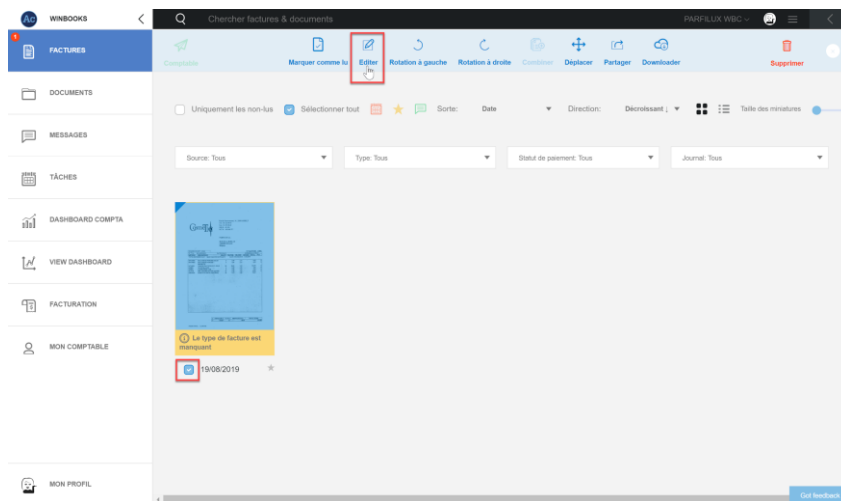 Ac WINBOOKS
Chercher factures & documents
PARFILUX WBC
1
FACTURES
DOCUMENTS
MESSAGES
TÂCHES
DASHBOARD COMPTA
VIEW DASHBOARD
FACTURATION
MON COMPTABLE
MON PROFIL
Comptable Marquer comme lu Editer Rotation à gauche Rotation à droite Combiner Déplacer Partager Downloader Supprimer
Uniquement les non-lus Sélectionner tout Sorte: Date Direction: Décroissant ↓ Taille des miniatures
Source: Tous Type: Tous Statut de paiement: Tous Journal: Tous
Le type de facture est
manquant
19/08/2019
Got feedback